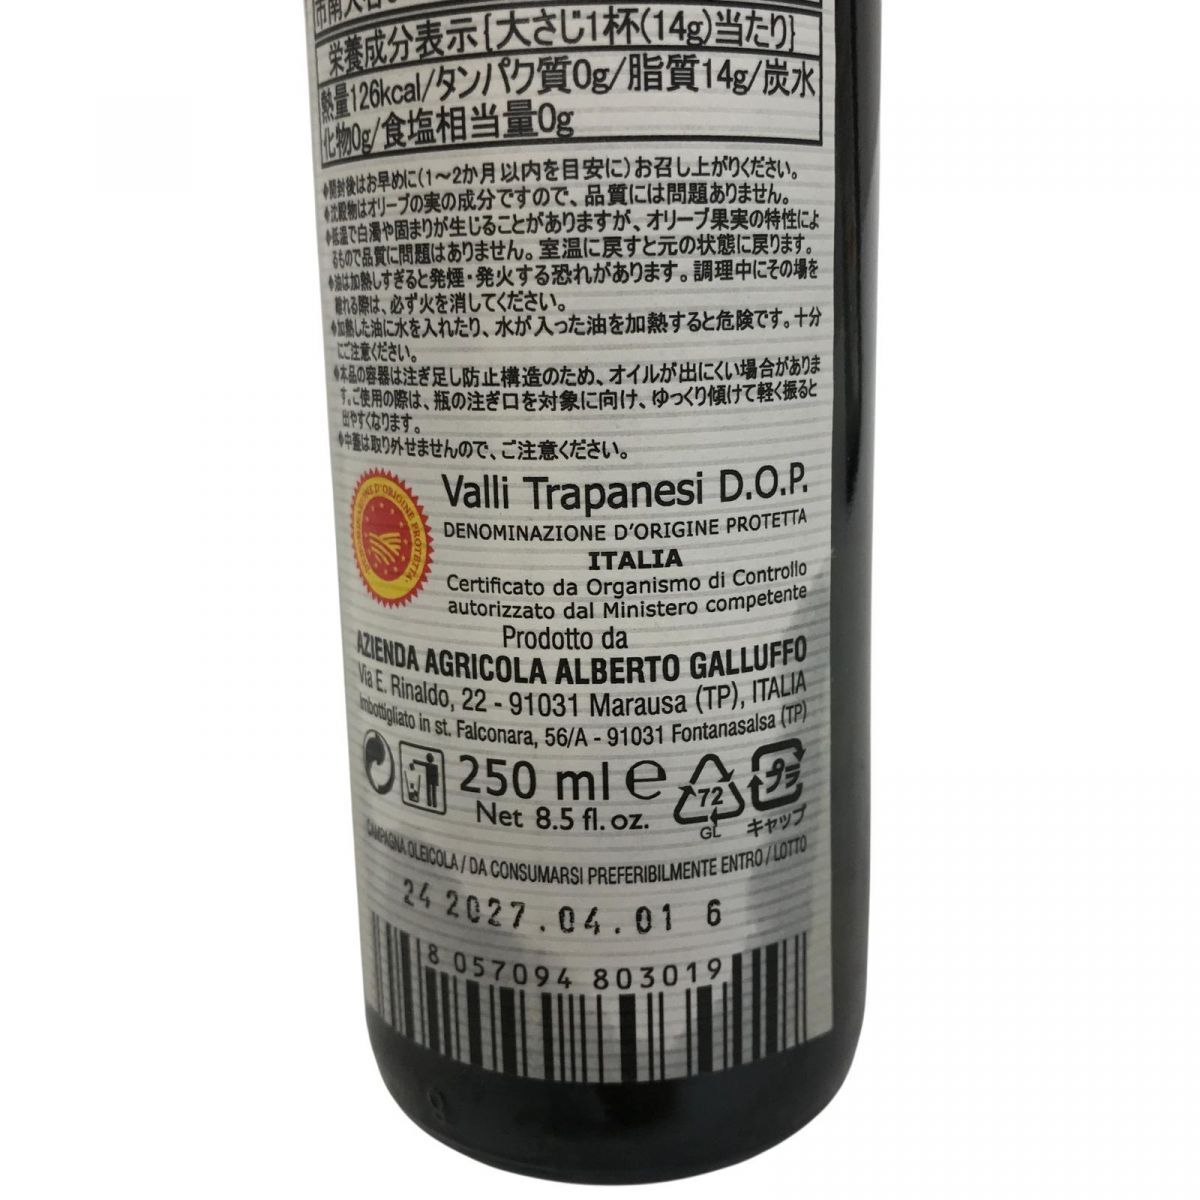 栄養成分表示{大さじ1杯(14g)当たり}
熱量126kcal/タンパク質0g/脂質14g/炭水
化物0g/食塩相当量0g
◆開封後はお早めに(1〜2か月以内を目安に)お召し上がりください。
◆沈殿物はオリーブの実の成分ですので、品質には問題ありません。
◆低温で白濁や固まりが生じることがありますが、オリーブ果実の特性によ
るもので品質に問題はありません。室温に戻すと元の状態に戻ります。
◆油は加熱しすぎると発煙・発火する恐れがあります。調理中にその場を
離れる際は、必ず火を消してください。
◆加熱した油に水を入れたり、水が入った油を加熱すると危険です。十分
にご注意ください。
◆本品の容器は注ぎ足し防止構造のため、オイルが出にくい場合がありま
す。ご使用の際は、瓶の注ぎ口を対象に向け、ゆっくり傾けて軽く振ると
出やすくなります。
◆中蓋は取り外せませんので、ご注意ください。
DENOMINAZIONE D'ORIGINE PROTETTA
Valli Trapanesi D.O.P.
DENOMINAZIONE D'ORIGINE PROTETTA
ITALIA
Certificato da Organismo di Controllo
autorizzato dal Ministero competente
Prodotto da
AZIENDA AGRICOLA ALBERTO GALLUFFO
Via E. Rinaldo, 22 - 91031 Marausa (TP), ITALIA
Imbottigliato in st. Falconara, 56/A - 91031 Fontanasalsa (TP)
250 ml e
Net 8.5 fl. oz.
72
GL
プラ
キャップ
CAMPAGNA OLEICOLA / DA CONSUMARSI PREFERIBILMENTE ENTRO / LOTTO
24 2027.04.01 6
8 057094 803019